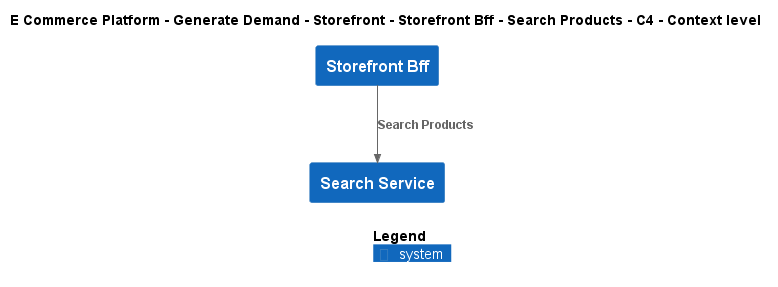 E Commerce Platform - Generate Demand - Storefront - Storefront Bff - Search Products - C4 - Context level
Storefront Bff
Search Products
Search Service
Legend
system